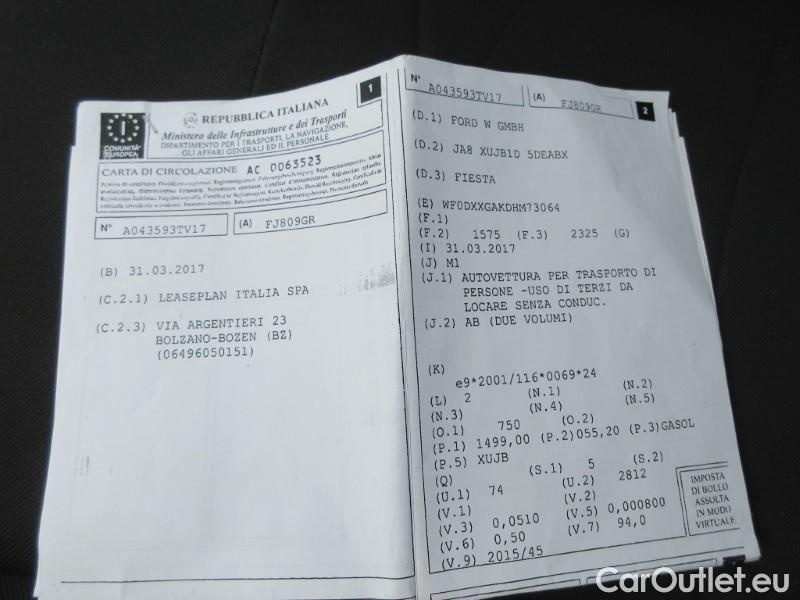 1
I
COMUNITA'
EUROPEA
REPUBBLICA ITALIANA
Ministero delle Infrastrutture e dei Trasporti
DIPARTIMENTO PER I TRASPORTI, LA NAVIGAZIONE,
GLI AFFARI GENERALI ED IL PERSONALE
CARTA DI CIRCOLAZIONE AC 0063523
N° A043593TV17 (A) FJ809GR
(B) 31.03.2017
(C.2.1) LEASEPLAN ITALIA SPA
(C.2.3) VIA ARGENTIERI 23
BOLZANO-BOZEN (BZ)
(06496050151)
N° A043593TV17 (A) FJ809GR 2
(D.1) FORD W GMBH
(D.2) JA8 XUJB1D 5DEABX
(D.3) FIESTA
(E) WF0DXXGAKDHM73064
(F.1)
(F.2) 1575 (F.3) 2325 (G)
(I) 31.03.2017
(J) M1
(J.1) AUTOVETTURA PER TRASPORTO DI
PERSONE -USO DI TERZI DA
LOCARE SENZA CONDUC.
(J.2) AB (DUE VOLUMI)
(K)
e9*2001/116*0069*24
(L) 2 (N.1) (N.2)
(N.3) (N.4) (N.5)
(O.1) 750 (O.2)
(P.1) 1499,00 (P.2)055,20 (P.3)GASOL
(P.5) XUJB
(Q) (S.1) 5 (S.2)
(U.1) 74 (U.2) 2812
(V.1) (V.2)
(V.3) 0,0510 (V.5) 0,000800
(V.6) 0,50 (V.7) 94,0
(V.9) 2015/45
IMPOSTA
DI BOLLO
ASSOLTA
IN MODO
VIRTUALE
CarOutlet.eu